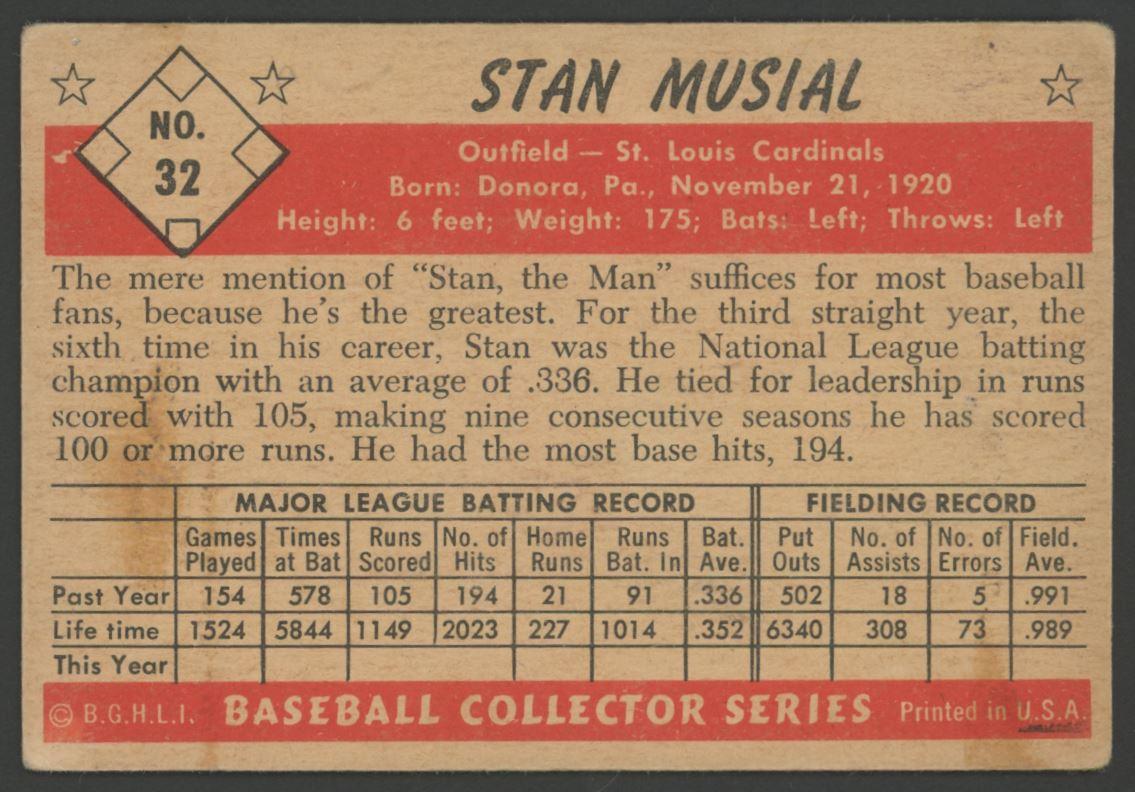 STAN MUSIAL
NO.
32
Outfield — St. Louis Cardinals
Born: Donora, Pa., November 21, 1920
Height: 6 feet; Weight: 175; Bats: Left; Throws: Left
The mere mention of “Stan, the Man” suffices for most baseball
fans, because he’s the greatest. For the third straight year, the
sixth time in his career, Stan was the National League batting
champion with an average of .336. He tied for leadership in runs
scored with 105, making nine consecutive seasons he has scored
100 or more runs. He had the most base hits, 194.
MAJOR LEAGUE BATTING RECORD FIELDING RECORD
Games Times Runs No. of Home Runs Bat. Put No. of No. of Field.
Played at Bat Scored Hits Runs Bat. In Ave. Outs Assists Errors Ave.
Past Year 154 578 105 194 21 91 .336 502 18 5 .991
Life time 1524 5844 1149 2023 227 1014 .352 6340 308 73 .989
This Year
© B.G.H.L.I. BASEBALL COLLECTOR SERIES Printed in U.S.A.